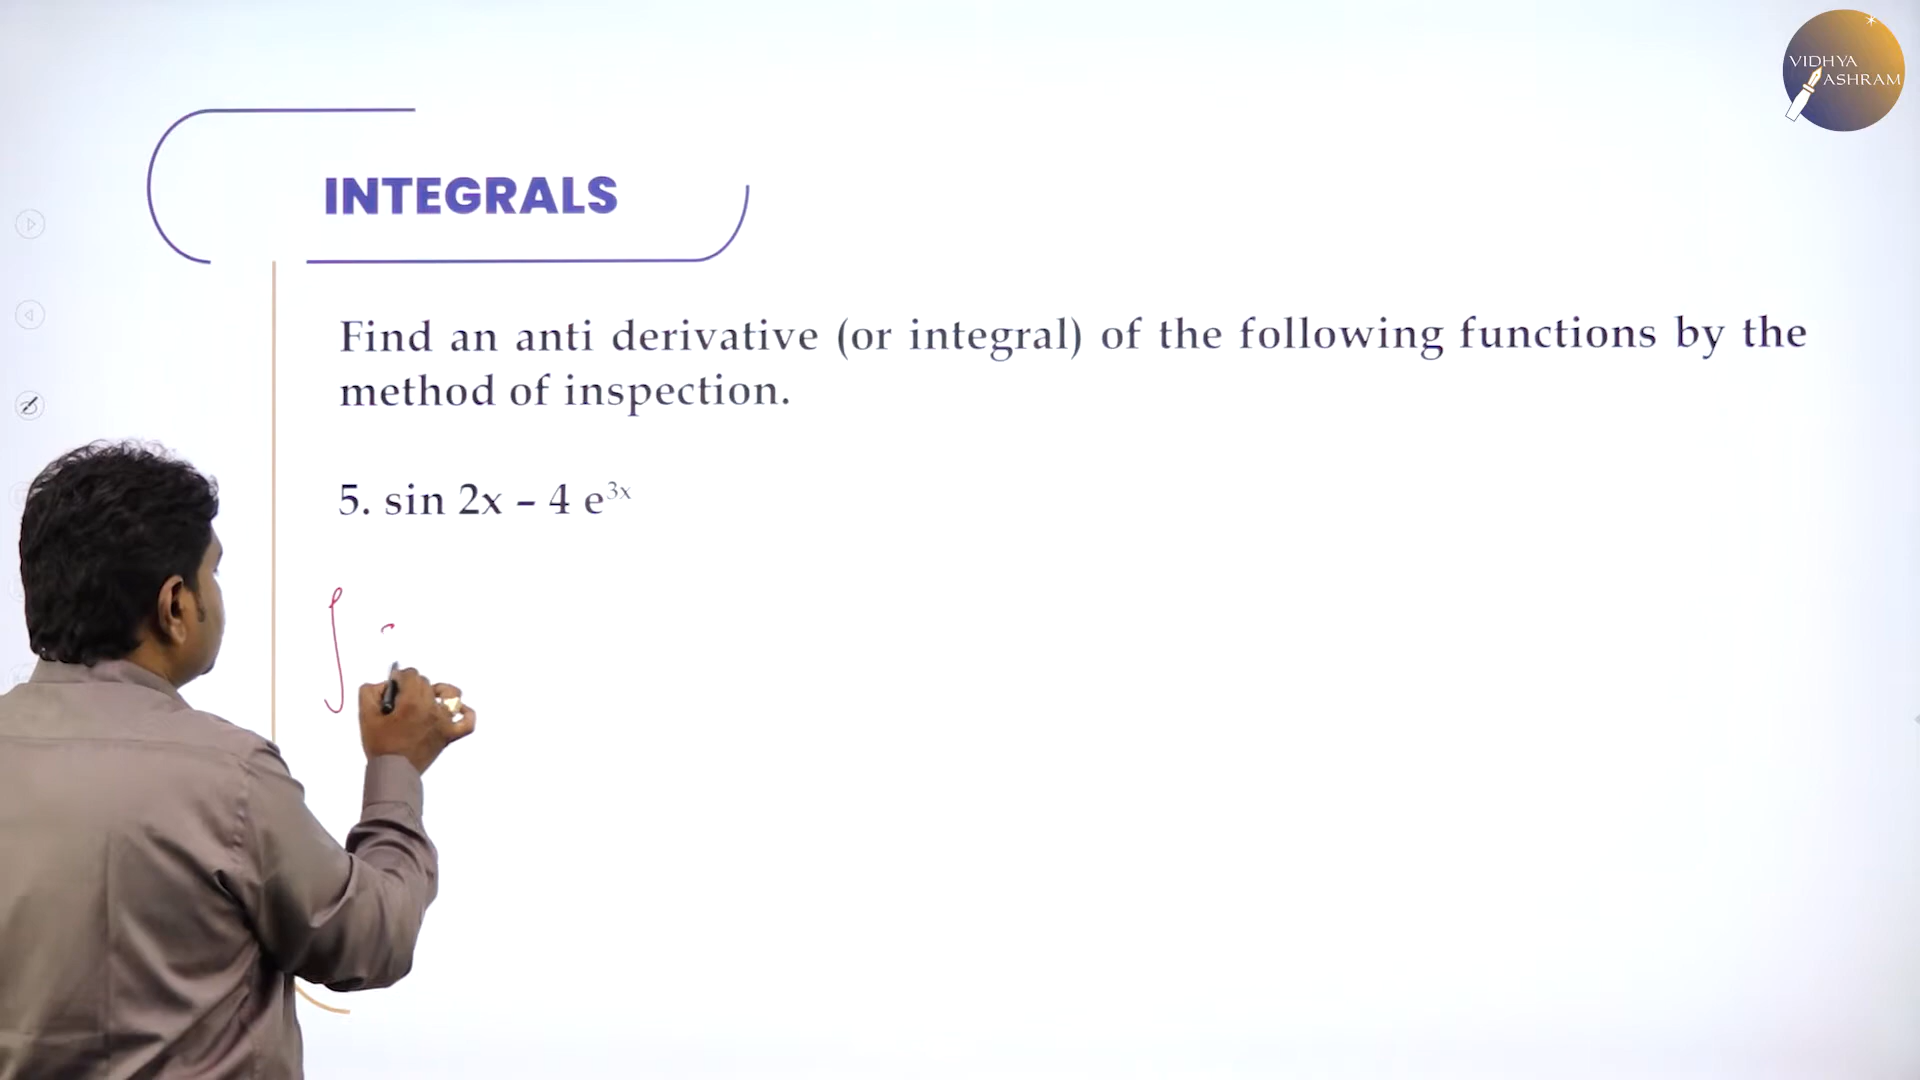 VIDHYA
ASHRAM
INTEGRALS
Find an anti derivative (or integral) of the following functions by the
method of inspection.
5. sin 2x – 4 e³ˣ
∫